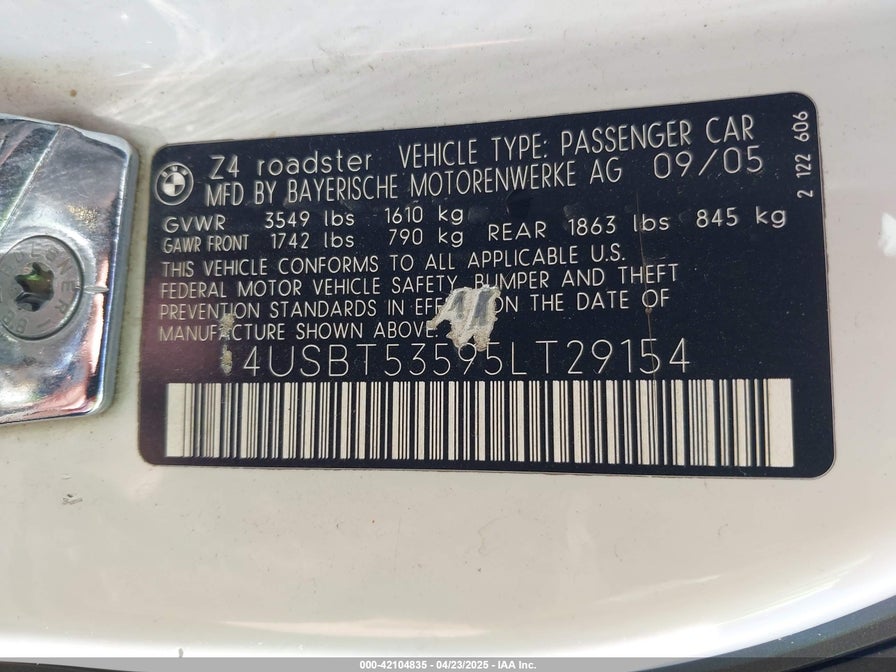 Z4 roadster VEHICLE TYPE: PASSENGER CAR
MFD BY BAYERISCHE MOTORENWERKE AG 09/05
GVWR 3549 lbs 1610 kg
GAWR FRONT 1742 lbs 790 kg REAR 1863 lbs 845 kg
THIS VEHICLE CONFORMS TO ALL APPLICABLE U.S.
FEDERAL MOTOR VEHICLE SAFETY, BUMPER AND THEFT
PREVENTION STANDARDS IN EFFECT ON THE DATE OF
MANUFACTURE SHOWN ABOVE.
4USBT53595LT29154
2 122 606
000-42104835 - 04/23/2025 - IAA Inc.